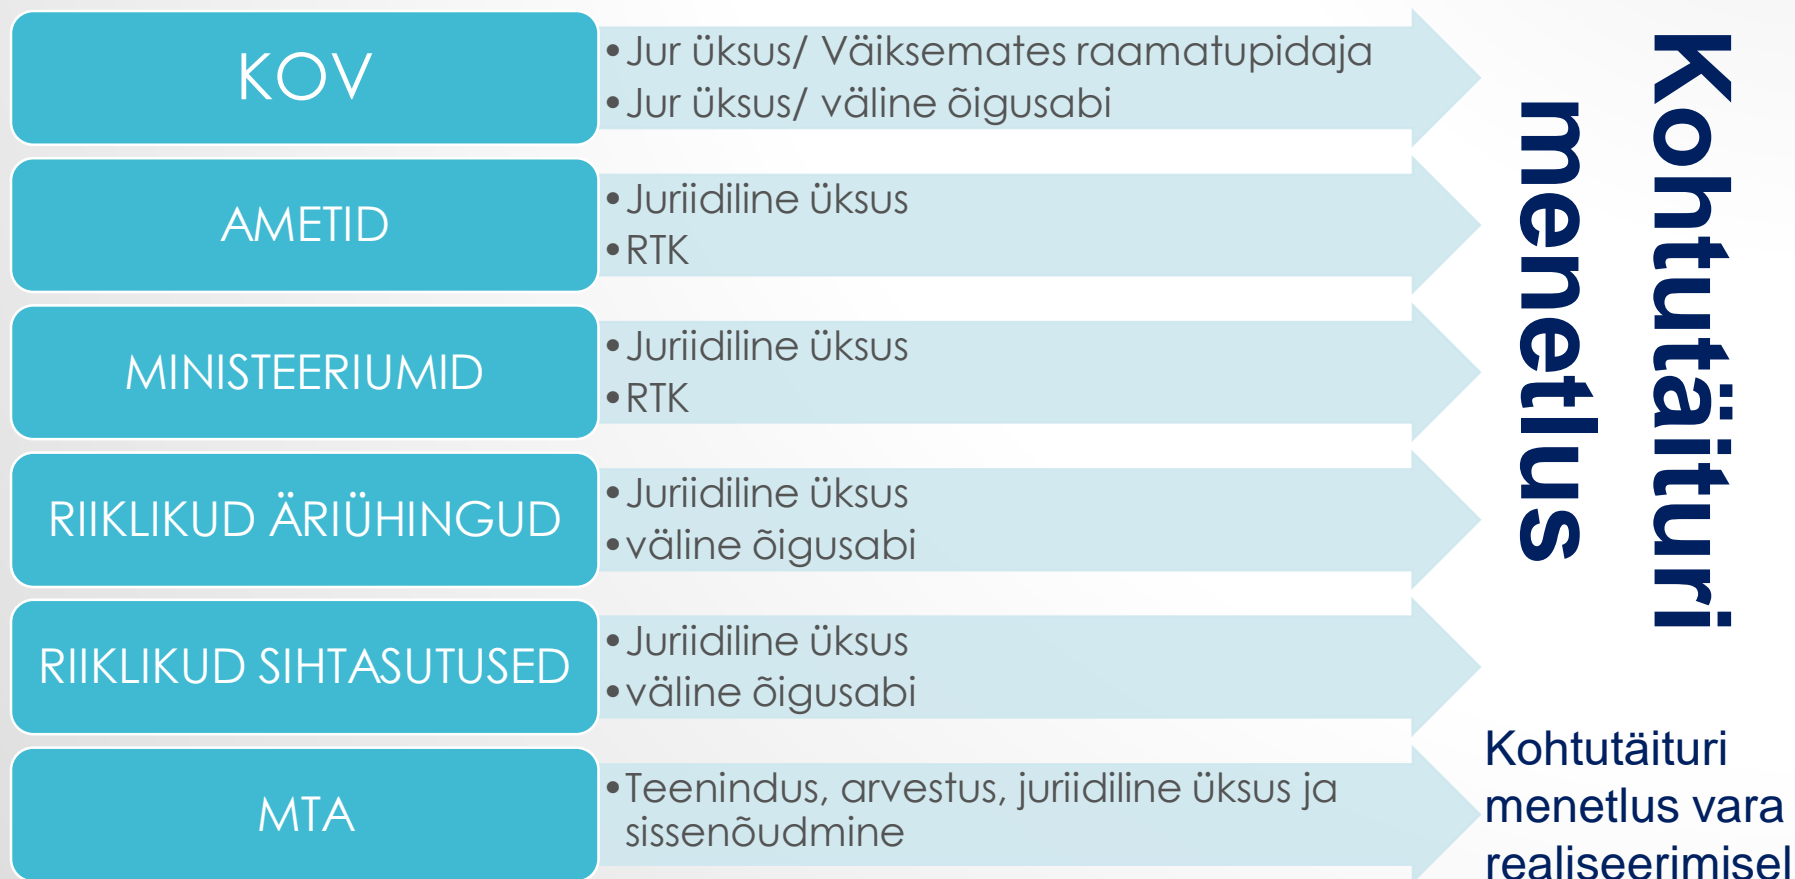 KOV
•Jur üksus/ Väiksemates raamatupidaja
•Jur üksus/ väline õigusabi
AMETID
•Juriidiline üksus
•RTK
MINISTEERIUMID
•Juriidiline üksus
•RTK
RIIKLIKUD ÄRIÜHINGUD
•Juriidiline üksus
•väline õigusabi
RIIKLIKUD SIHTASUTUSED
•Juriidiline üksus
•väline õigusabi
MTA
•Teenindus, arvestus, juriidiline üksus ja
sissenõudmine
Kohtutäituri
menetlus
Kohtutäituri
menetlus vara
realiseerimisel